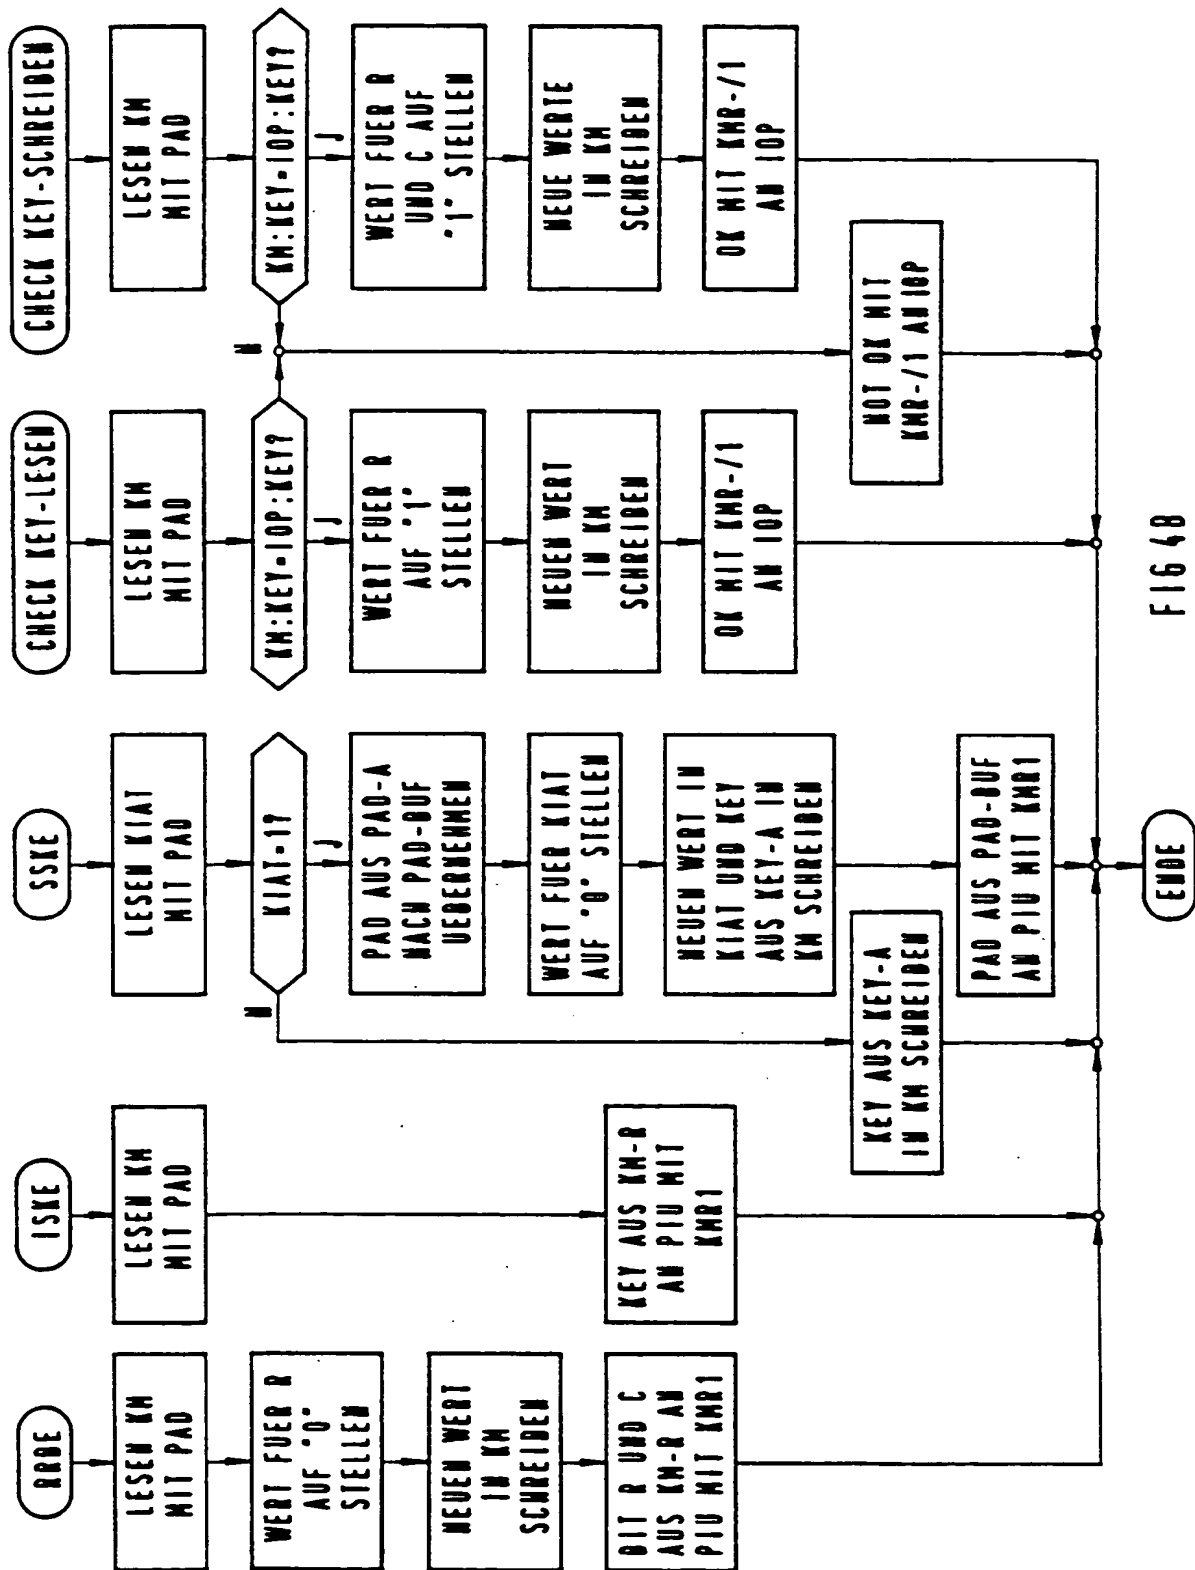 RRBE
LESEN KM
MIT PAD
WERT FUER R
AUF "0"
STELLEN
NEUEN WERT
IN KM
SCHREIBEN
BIT R UND C
AUS KM-R AN
PIU MIT KMR1
ISKE
LESEN KM
MIT PAD
KEY AUS KM-R
AN PIU MIT
KMR1
SSKE
LESEN KIAT
MIT PAD
KIAT=1?
N
J
PAD AUS PAD-A
NACH PAD-BUF
UEBERNEHMEN
WERT FUER KIAT
AUF "0" STELLEN
NEUEN WERT IN
KIAT UND KEY
AUS KEY-A IN
KM SCHREIBEN
KEY AUS KEY-A
IN KM SCHREIBEN
PAD AUS PAD-BUF
AN PIU MIT KMR1
ENDE
CHECK KEY-LESEN
LESEN KM
MIT PAD
KM:KEY=IOP:KEY?
J
WERT FUER R
AUF "1"
STELLEN
NEUEN WERT
IN KM
SCHREIBEN
OK MIT KMR-/1
AN IOP
N
NOT OK MIT
KMR-/1 AN IOP
CHECK KEY-SCHREIBEN
LESEN KM
MIT PAD
KM:KEY=IOP:KEY?
J
WERT FUER R
UND C AUF
"1" STELLEN
NEUE WERTE
IN KM
SCHREIBEN
OK MIT KMR-/1
AN IOP
FIG 48